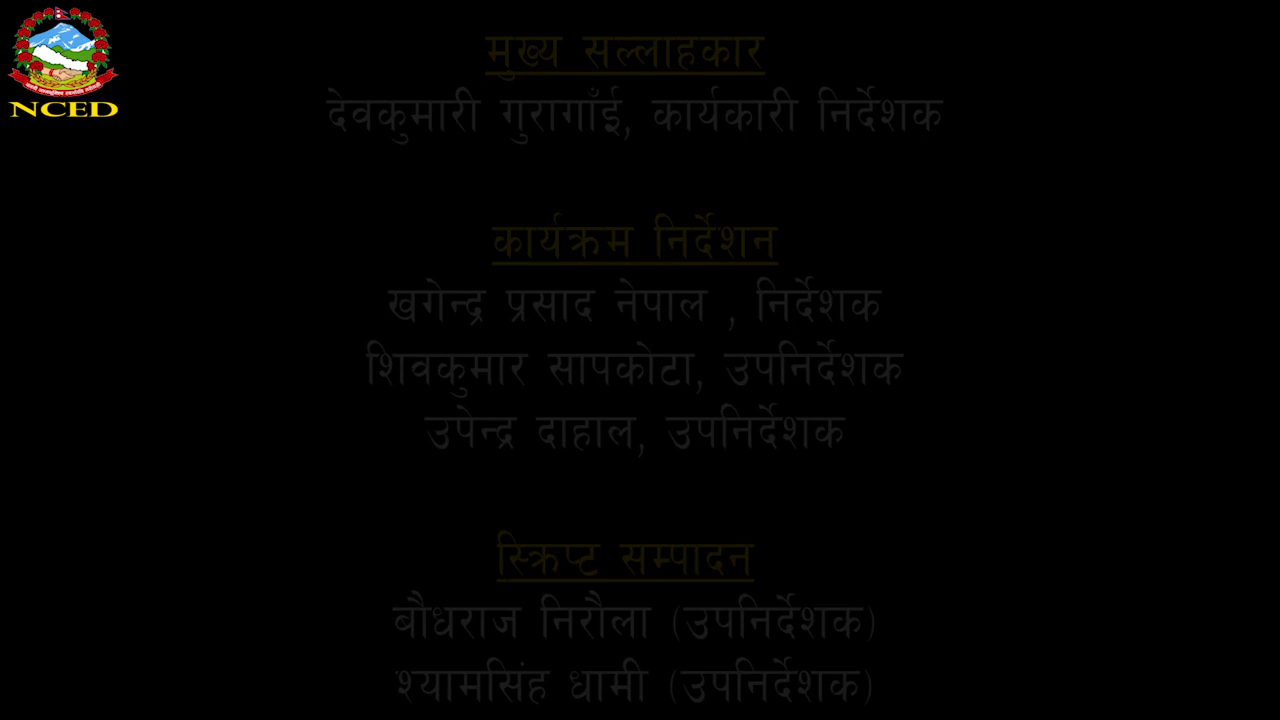 NCED
मुख्य सल्लाहकार
देवकुमारी गुरागाँई, कार्यकारी निर्देशक
कार्यक्रम निर्देशन
खगेन्द्र प्रसाद नेपाल , निर्देशक
शिवकुमार सापकोटा, उपनिर्देशक
उपेन्द्र दाहाल, उपनिर्देशक
स्क्रिप्ट सम्पादन
बौधराज निरौला (उपनिर्देशक)
श्यामसिंह धामी (उपनिर्देशक)